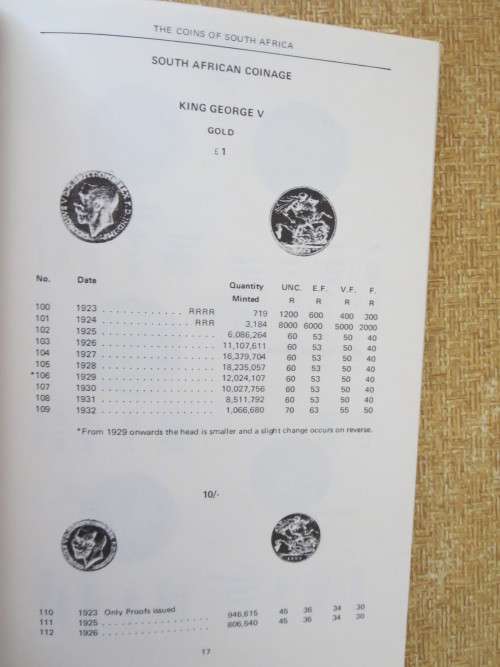 THE COINS OF SOUTH AFRICA
SOUTH AFRICAN COINAGE
KING GEORGE V
GOLD
£1
No. Date Quantity Minted UNC. R E.F. R V.F. R F. R
100 1923 . . . . . . . . . . . . RRRR 719 1200 600 400 300
101 1924 . . . . . . . . . . . . RRR 3,184 8000 6000 5000 2000
102 1925 . . . . . . . . . . . . . . . . 6,086,264 60 53 50 40
103 1926 . . . . . . . . . . . . . . . . 11,107,611 60 53 50 40
104 1927 . . . . . . . . . . . . . . . . 16,379,704 60 53 50 40
105 1928 . . . . . . . . . . . . . . . . 18,235,057 60 53 50 40
*106 1929 . . . . . . . . . . . . . . . . 12,024,107 60 53 50 40
107 1930 . . . . . . . . . . . . . . . . 10,027,756 60 53 50 40
108 1931 . . . . . . . . . . . . . . . . 8,511,792 60 53 50 40
109 1932 . . . . . . . . . . . . . . . . 1,066,680 70 63 55 50
*From 1929 onwards the head is smaller and a slight change occurs on reverse.
10/-
110 1923 Only Proofs issued
111 1925 . . . . . . . . . . . . . . . . 946,615 45 36 34 30
112 1926 . . . . . . . . . . . . . . . . 806,540 45 36 34 30
17